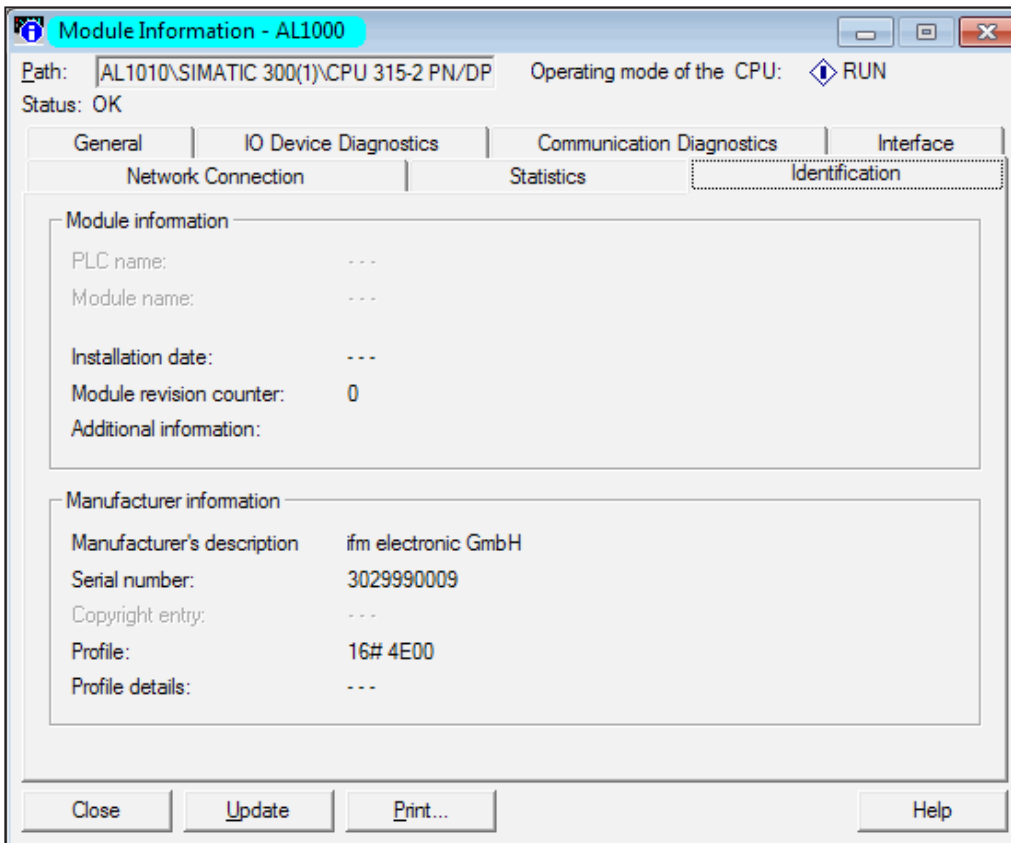 Module Information - AL1000
Path: AL1010\SIMATIC 300(1)\CPU 315-2 PN/DP Operating mode of the CPU: RUN
Status: OK
General IO Device Diagnostics Communication Diagnostics Interface
Network Connection Statistics Identification
Module information
PLC name: - - -
Module name: - - -
Installation date: - - -
Module revision counter: 0
Additional information:
Manufacturer information
Manufacturer's description ifm electronic GmbH
Serial number: 3029990009
Copyright entry: - - -
Profile: 16# 4E00
Profile details: - - -
Close Update Print... Help